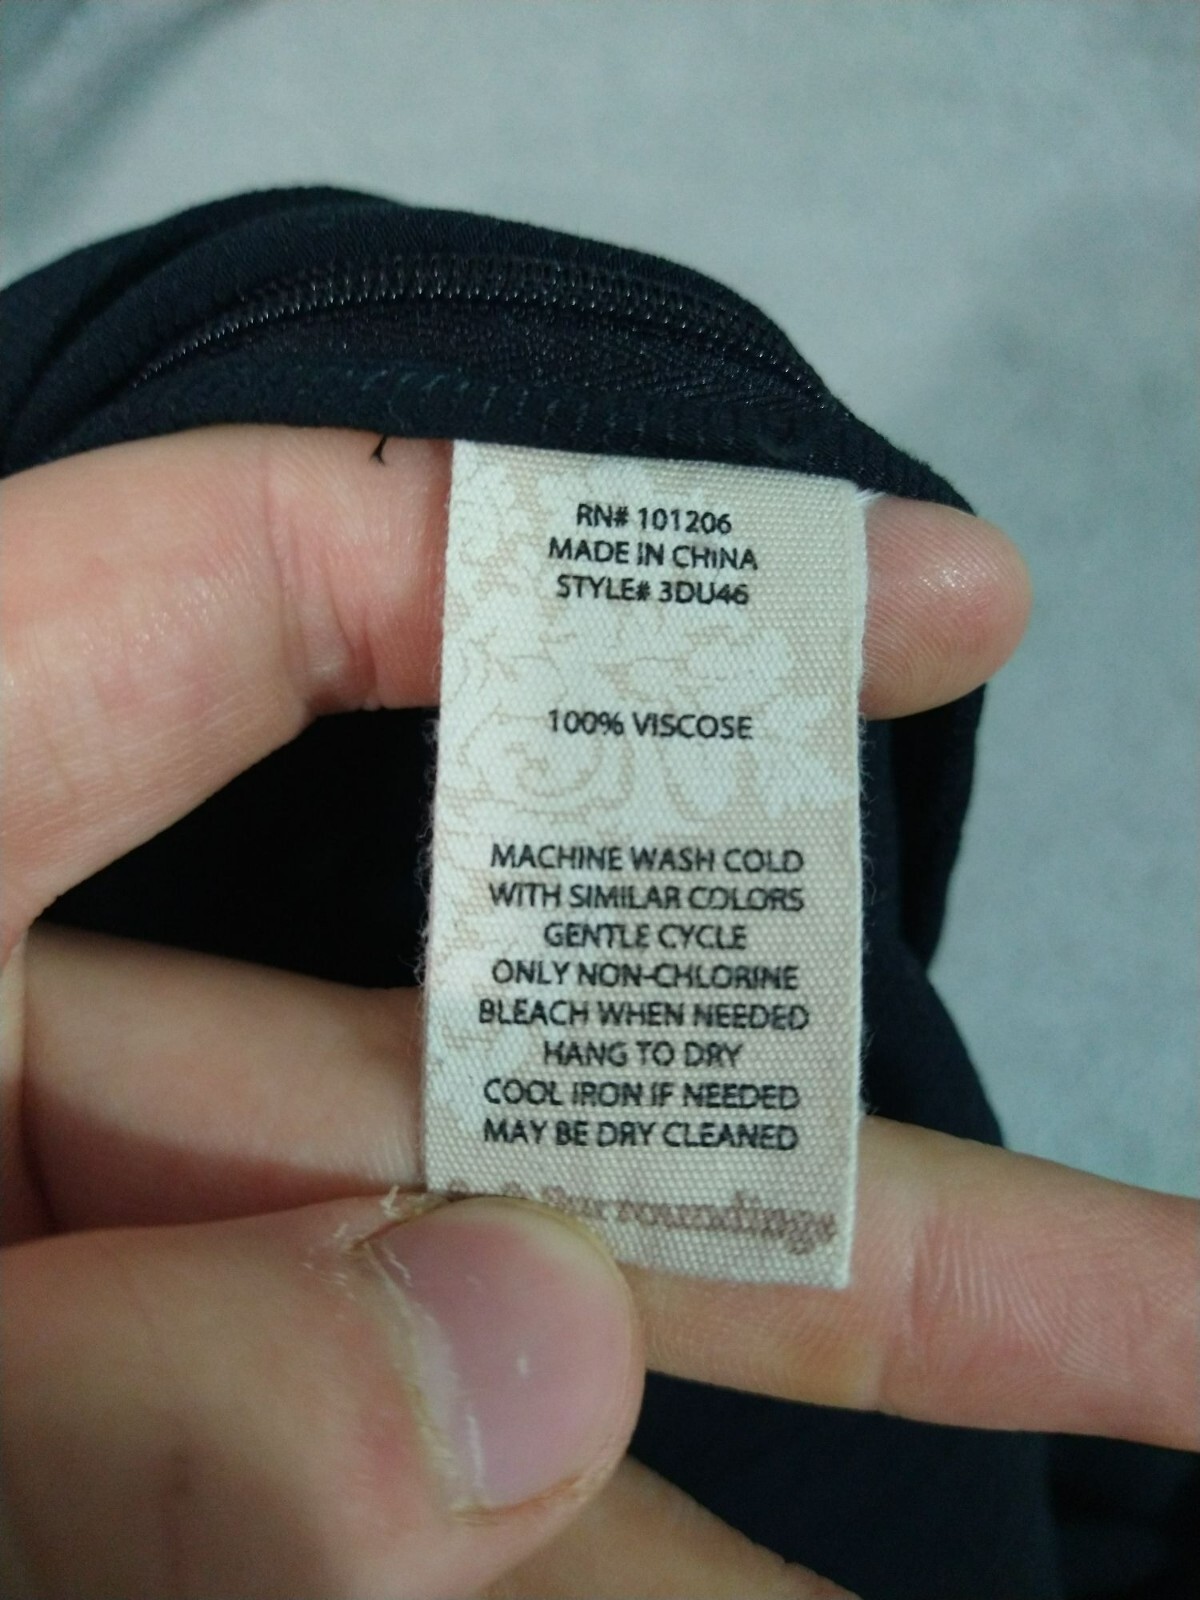 RN# 101206
MADE IN CHINA
STYLE# 3DU46
100% VISCOSE
MACHINE WASH COLD
WITH SIMILAR COLORS
GENTLE CYCLE
ONLY NON-CHLORINE
BLEACH WHEN NEEDED
HANG TO DRY
COOL IRON IF NEEDED
MAY BE DRY CLEANED